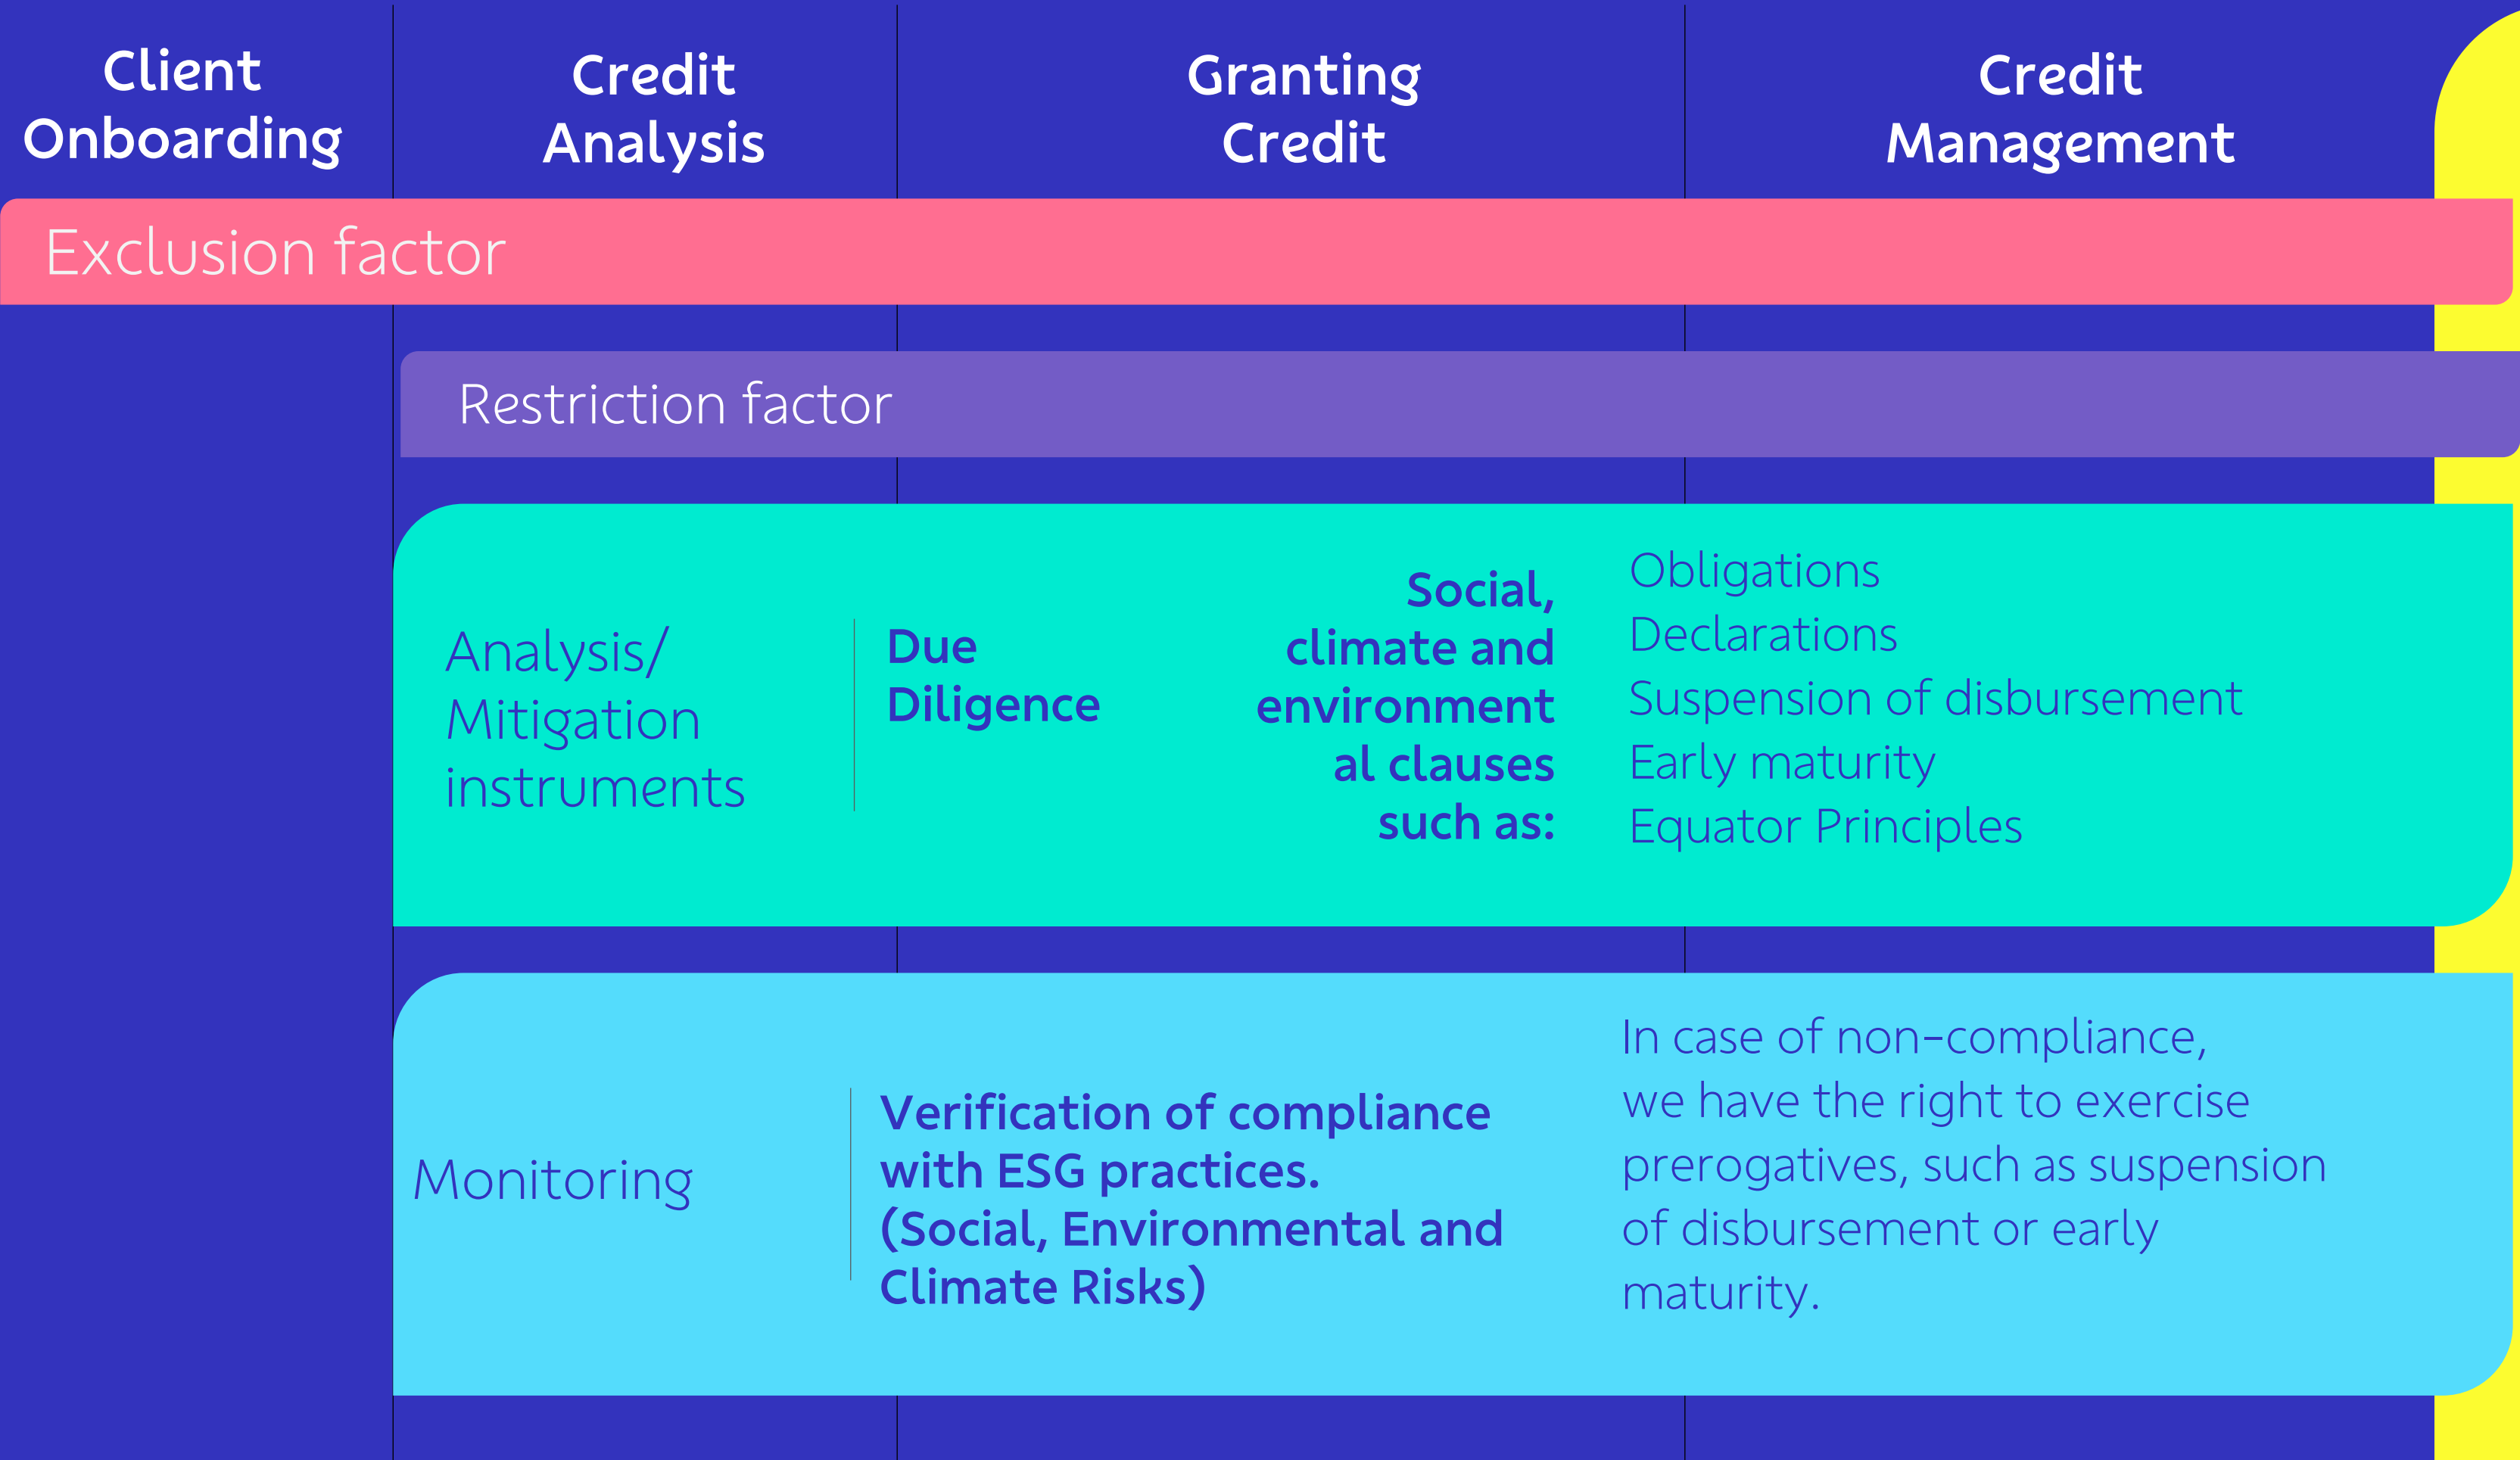 Client
Onboarding
Credit
Analysis
Granting
Credit
Credit
Management
Exclusion factor
Restriction factor
Analysis/
Mitigation
instruments
Due
Diligence
Social,
climate and
environment
al clauses
such as:
Obligations
Declarations
Suspension of disbursement
Early maturity
Equator Principles
Monitoring
Verification of compliance
with ESG practices.
(Social, Environmental and
Climate Risks)
In case of non-compliance,
we have the right to exercise
prerogatives, such as suspension
of disbursement or early
maturity.